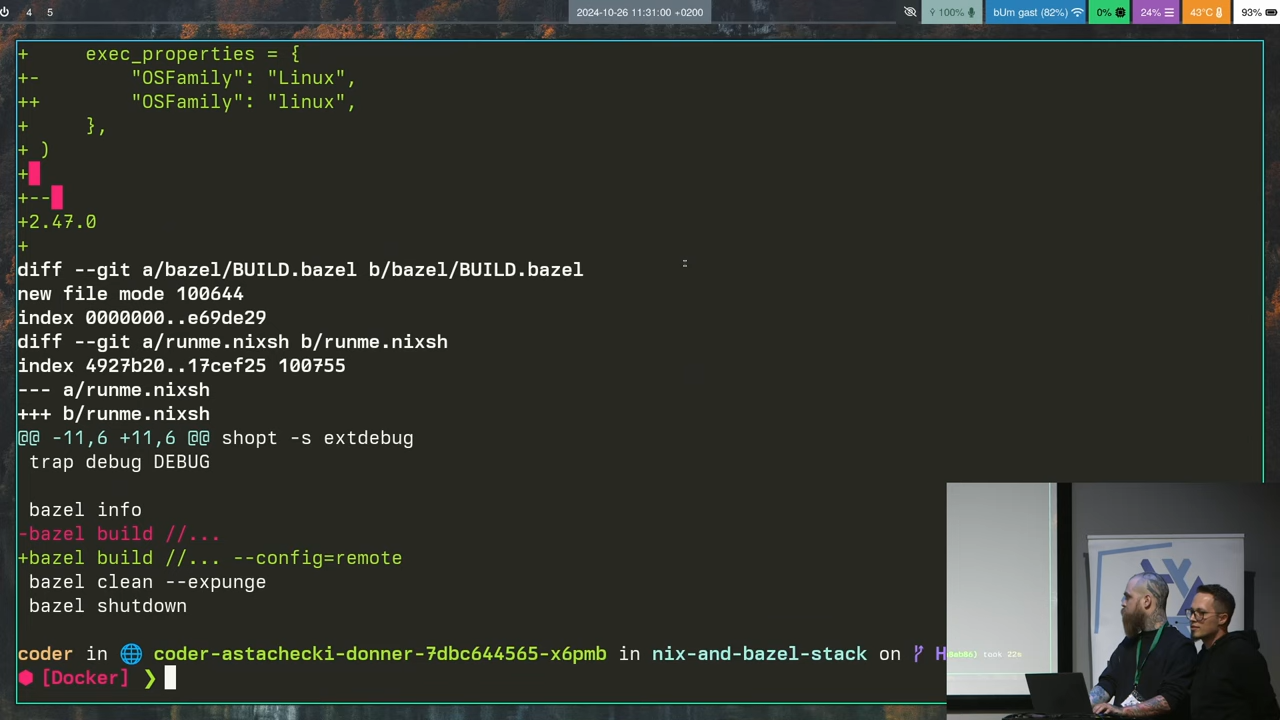 4 5 2024-10-26 11:31:00 +0200 100% bUm gast (82%) 0% 24% 43°C 93%
+     exec_properties = {
+-         "OSFamily": "Linux",
++         "OSFamily": "linux",
+     },
+ )
+
+--
+2.47.0
+
diff --git a/bazel/BUILD.bazel b/bazel/BUILD.bazel
new file mode 100644
index 0000000..e69de29
diff --git a/runme.nixsh b/runme.nixsh
index 4927b20..17cef25 100755
--- a/runme.nixsh
+++ b/runme.nixsh
@@ -11,6 +11,6 @@ shopt -s extdebug
 trap debug DEBUG
 bazel info
-bazel build //...
+bazel build //... --config=remote
 bazel clean --expunge
 bazel shutdown
coder in 🌐 coder-astachecki-donner-7dbc644565-x6pmb in nix-and-bazel-stack on H took 22s
[Docker] ❯